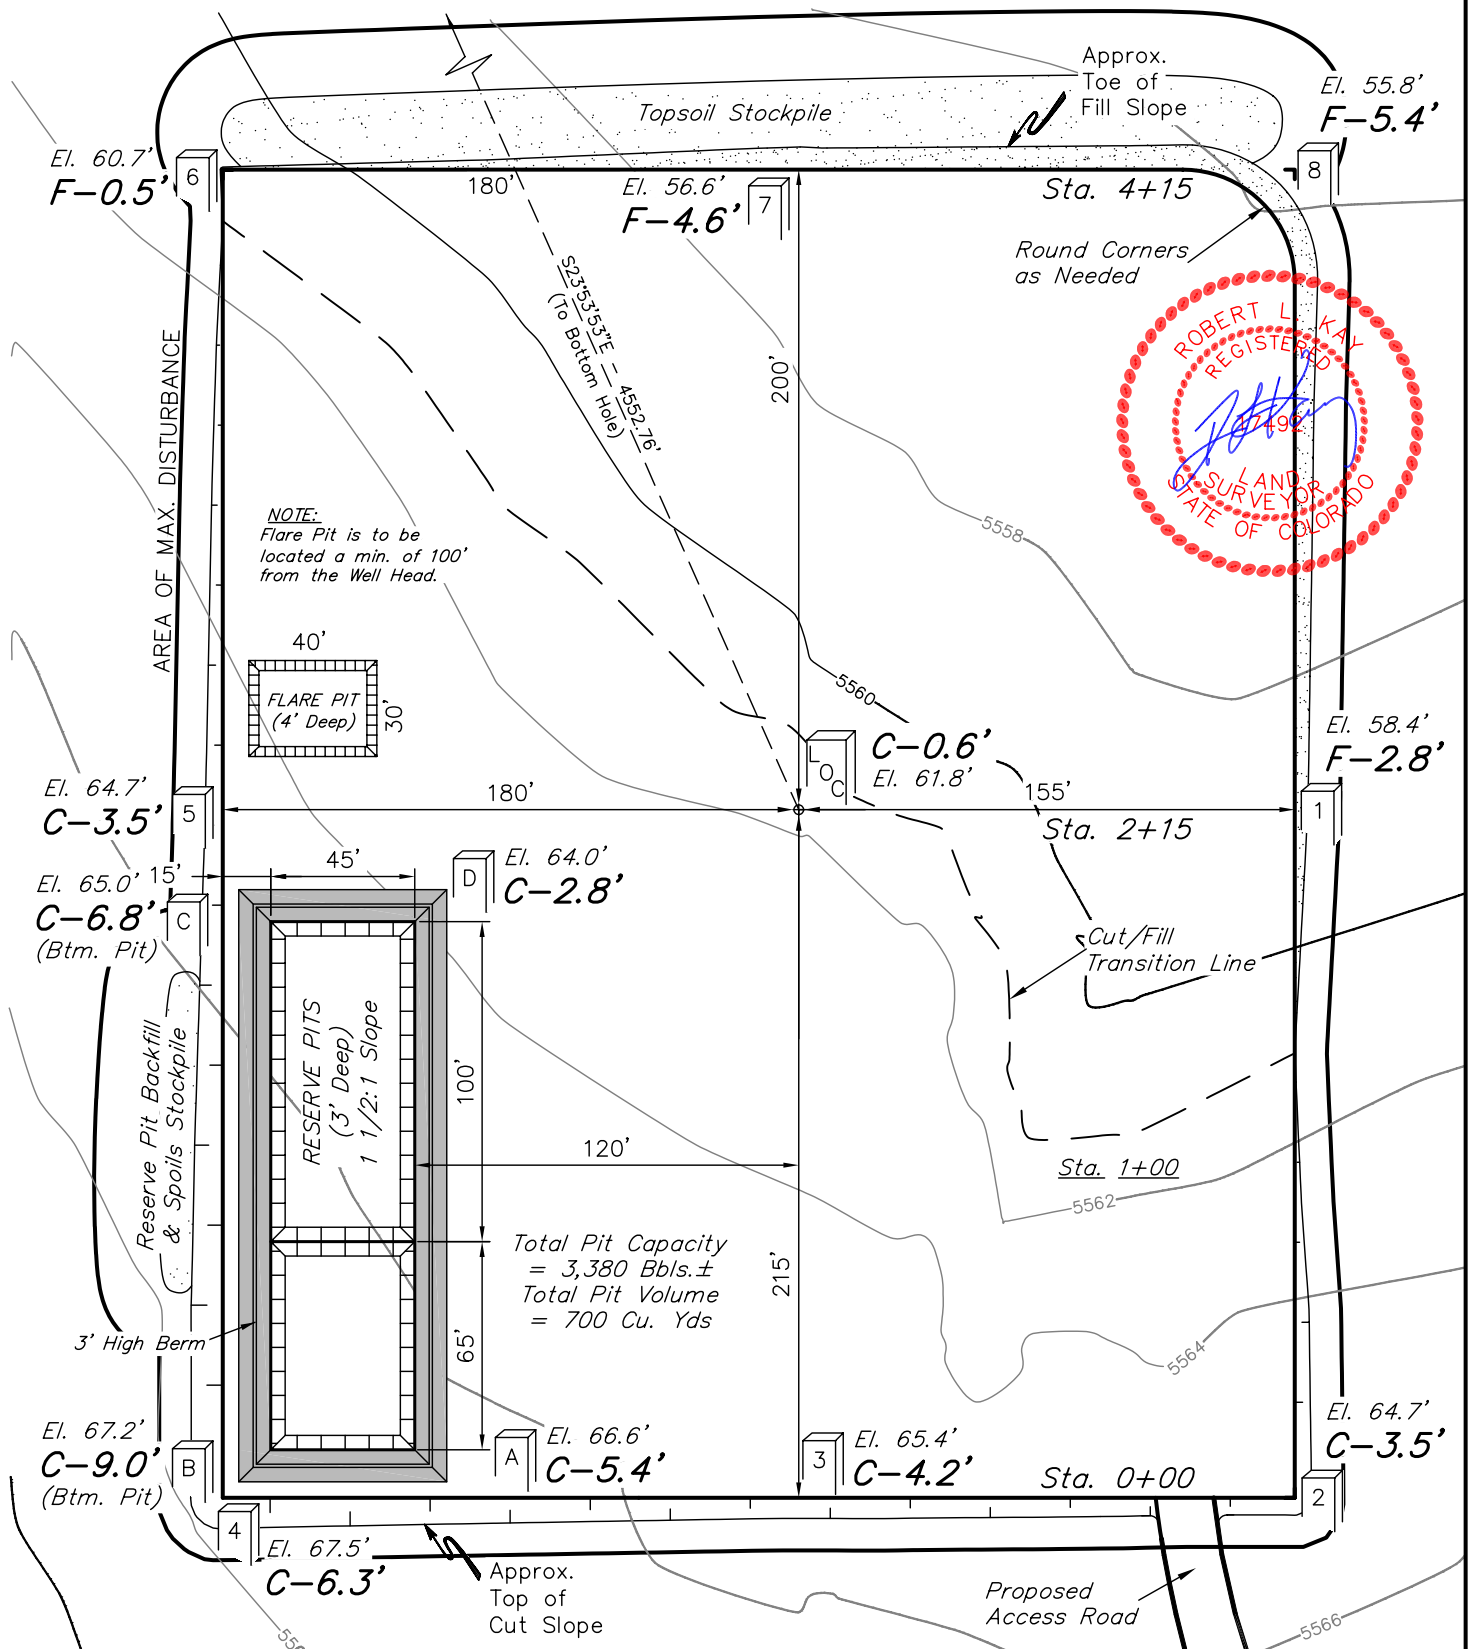 Approx.
Toe of
Fill Slope
El. 55.8'
F-5.4'
Topsoil Stockpile
El. 60.7'
F-0.5'
6
180'
El. 56.6'
F-4.6'
7
Sta. 4+15
8
Round Corners
as Needed
S23°53'53"E - 4552.76'
(To Bottom Hole)
200'
AREA OF MAX. DISTURBANCE
ROBERT L. KAY
REGISTERED
17492
LAND
SURVEYOR
STATE OF COLORADO
NOTE:
Flare Pit is to be
located a min. of 100'
from the Well Head.
5558
40'
FLARE PIT
(4' Deep)
30'
5560
LOC
C-0.6'
El. 61.8'
El. 58.4'
F-2.8'
1
El. 64.7'
C-3.5'
5
180'
155'
Sta. 2+15
15'
45'
El. 65.0'
C-6.8'
(Btm. Pit)
C
D
El. 64.0'
C-2.8'
Cut/Fill
Transition Line
RESERVE PITS
(3' Deep)
1 1/2:1 Slope
100'
Reserve Pit Backfill
& Spoils Stockpile
120'
Sta. 1+00
5562
Total Pit Capacity
= 3,380 Bbls.±
Total Pit Volume
= 700 Cu. Yds
215'
65'
3' High Berm
5564
El. 67.2'
C-9.0'
(Btm. Pit)
B
A
El. 66.6'
C-5.4'
3
El. 65.4'
C-4.2'
Sta. 0+00
El. 64.7'
C-3.5'
2
4
El. 67.5'
C-6.3'
Approx.
Top of
Cut Slope
Proposed
Access Road
5566